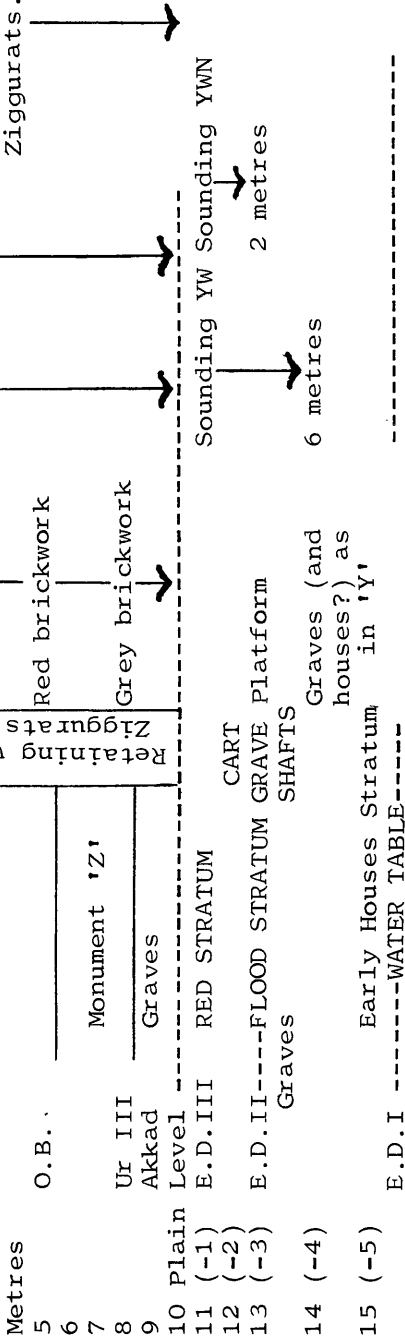 Metres Ziggurats.
5 O.B.. Red brickwork
6
7 Monument 'Z'
8 Ur III Grey brickwork
9 Akkad Graves
Retaining
Ziggurats
10 Plain Level
11 (-1) E.D.III RED STRATUM Sounding YW Sounding YWN
12 (-2) CART
13 (-3) E.D.II----FLOOD STRATUM GRAVE Platform 2 metres
Graves SHAFTS
14 (-4) Graves (and 6 metres
houses?) as
15 (-5) Early Houses Stratum in 'Y'
E.D.I -------WATER TABLE-----